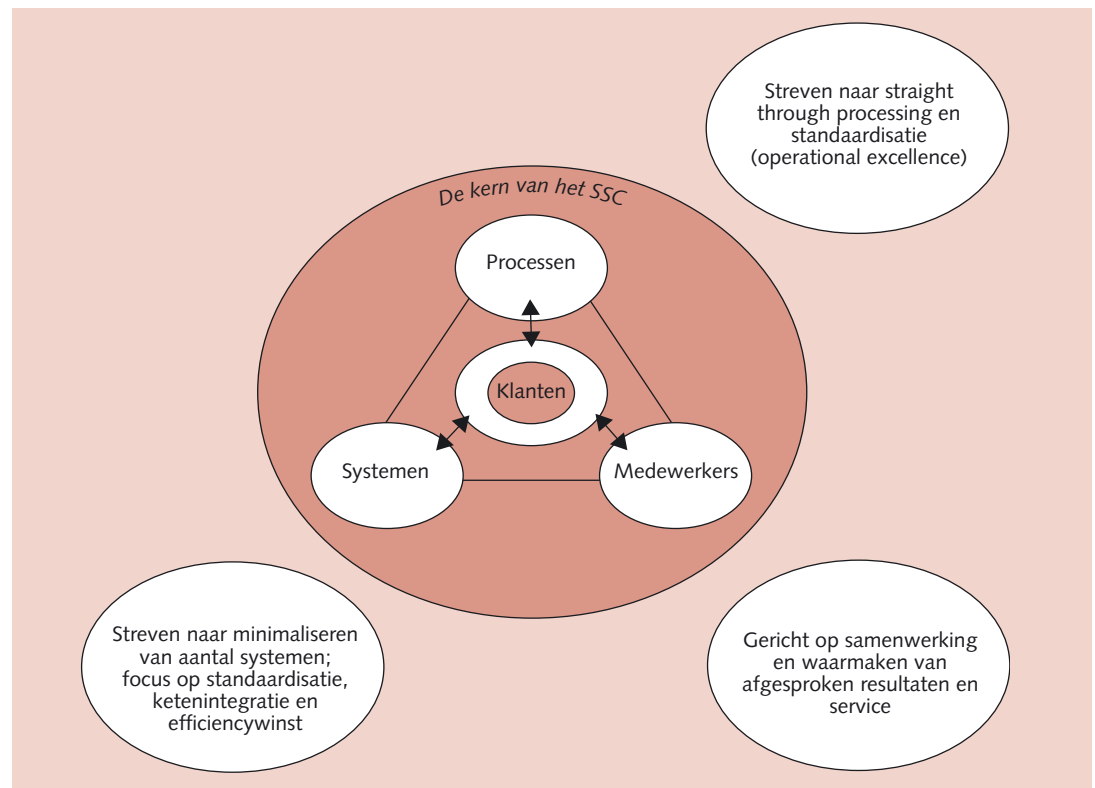 Streven naar straight
through processing en
standaardisatie
(operational excellence)
De kern van het SSC
Processen
Klanten
Systemen
Medewerkers
Streven naar minimaliseren
van aantal systemen;
focus op standaardisatie,
ketenintegratie en
efficiencywinst
Gericht op samenwerking
en waarmaken van
afgesproken resultaten en
service